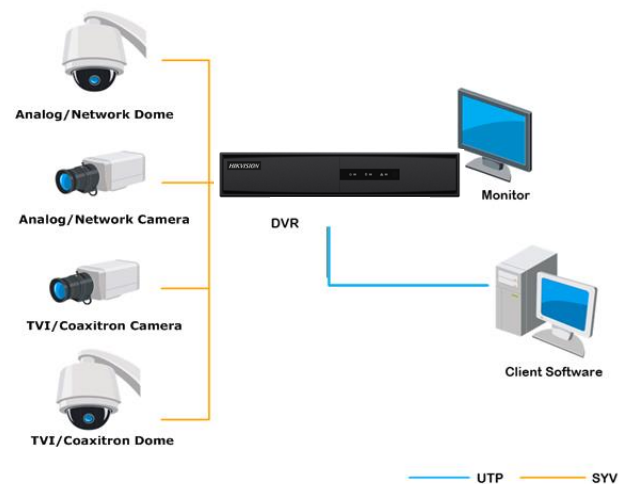 Analog/Network Dome
Analog/Network Camera
TVI/Coaxitron Camera
TVI/Coaxitron Dome
HIKVISION
DVR
Monitor
Client Software
UTP
SYV